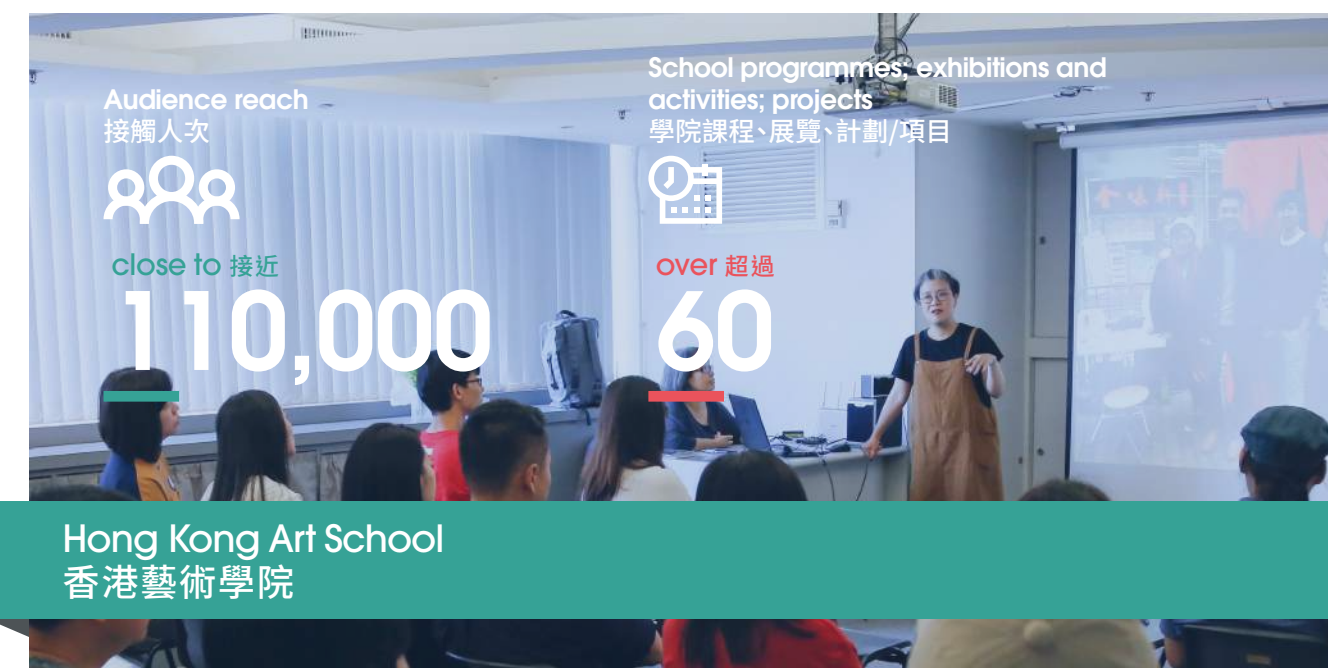 Audience reach
接觸人次
close to 接近
110,000
School programmes; exhibitions and
activities; projects
學院課程、展覽、計劃/項目
over 超過
60
Hong Kong Art School
香港藝術學院